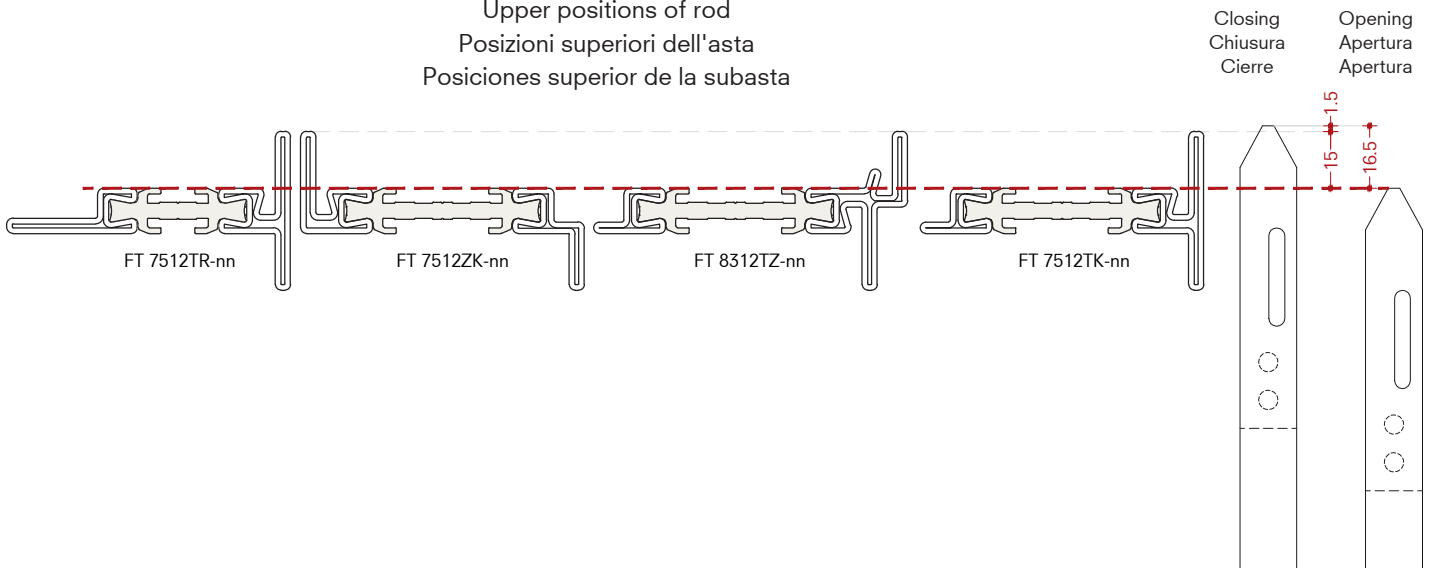 Upper positions of rod
Posizioni superiori dell'asta
Posiciones superior de la subasta
Closing
Chiusura
Cierre
Opening
Apertura
Apertura
1.5
15
16.5
FT 7512TR-nn
FT 7512ZK-nn
FT 8312TZ-nn
FT 7512TK-nn